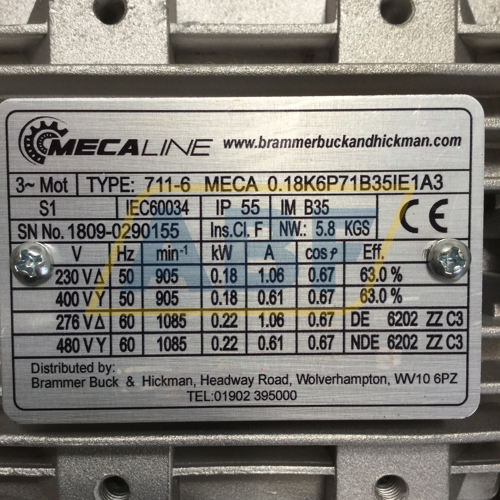 MECALINE www.brammerbuckandhickman.com
3~ Mot TYPE: 711-6 MECA 0.18K6P71B35IE1A3
S1 IEC60034 IP 55 IM B35 CE
SN No. 1809-0290155 Ins.Cl. F NW.: 5.8 KGS
V Hz min⁻¹ kW A cosφ Eff.
230 V Δ 50 905 0.18 1.06 0.67 63.0 %
400 V Y 50 905 0.18 0.61 0.67 63.0 %
276 V Δ 60 1085 0.22 1.06 0.67 DE 6202 ZZ C3
480 V Y 60 1085 0.22 0.61 0.67 NDE 6202 ZZ C3
Distributed by:
Brammer Buck & Hickman, Headway Road, Wolverhampton, WV10 6PZ
TEL:01902 395000
ABF